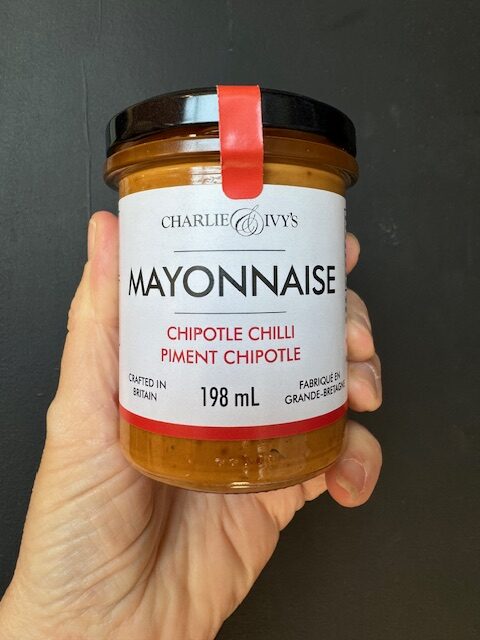 CHARLIE & IVY'S
MAYONNAISE
CHIPOTLE CHILLI
PIMENT CHIPOTLE
CRAFTED IN
BRITAIN
198 mL
FABRIQUÉ EN
GRANDE-BRETAGNE